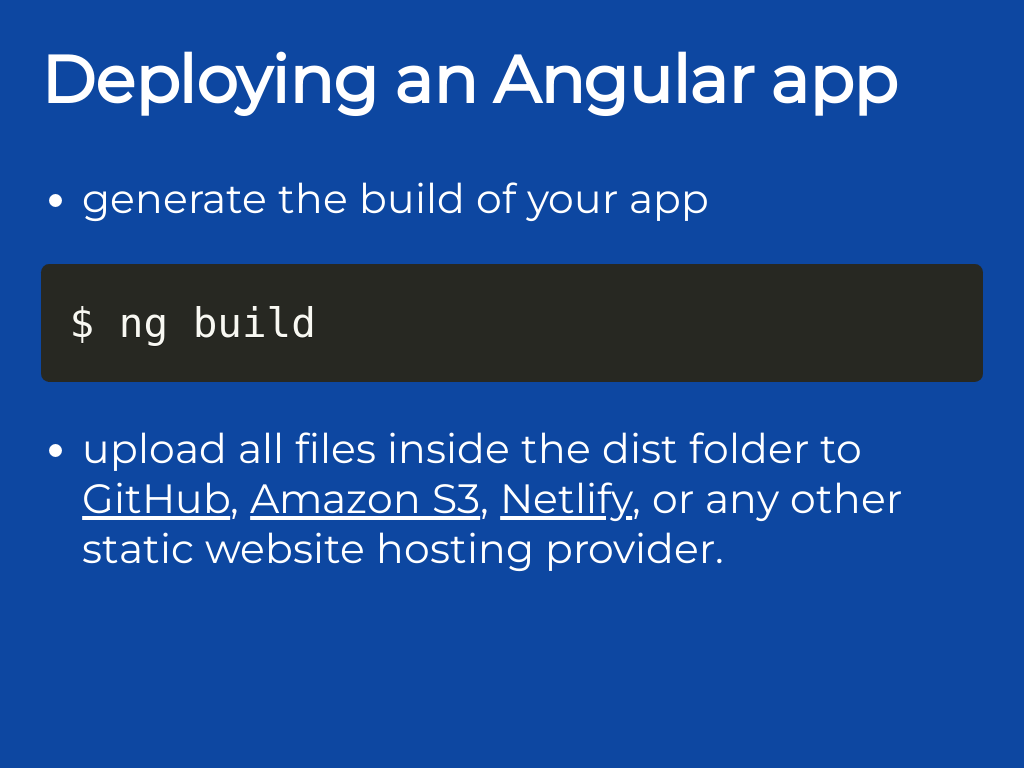 Deploying an Angular app
• generate the build of your app
$ ng build
• upload all files inside the dist folder to
GitHub, Amazon S3, Netlify, or any other
static website hosting provider.